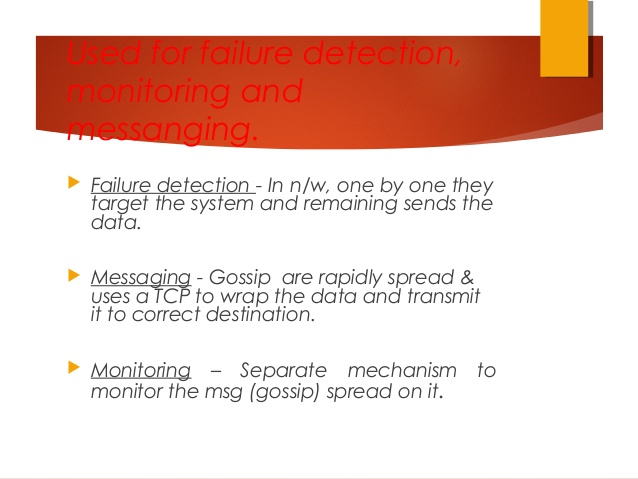 Used for failure detection,
monitoring and
messanging.
Failure detection - In n/w, one by one they
target the system and remaining sends the
data.
Messaging - Gossip are rapidly spread &
uses a TCP to wrap the data and transmit
it to correct destination.
Monitoring – Separate mechanism to
monitor the msg (gossip) spread on it.